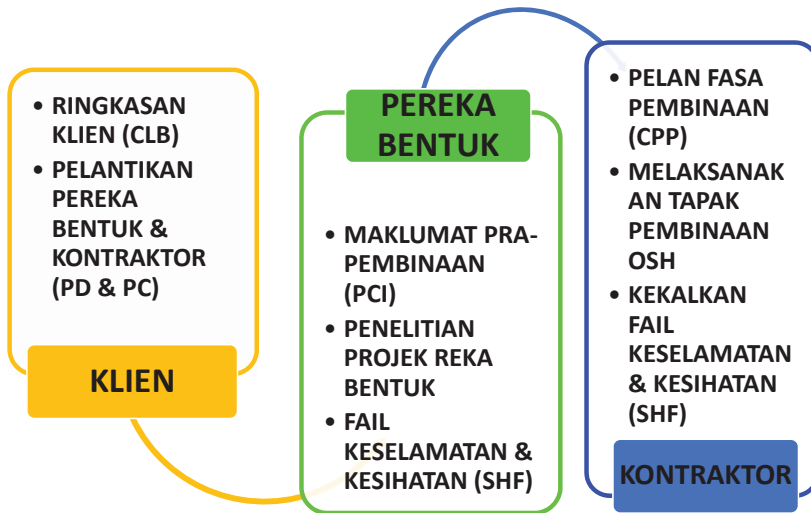 • RINGKASAN
KLIEN (CLB)
• PELANTIKAN
PEREKA
BENTUK &
KONTRAKTOR
(PD & PC)
KLIEN
PEREKA
BENTUK
• MAKLUMAT PRA-
PEMBINAAN
(PCI)
• PENELITIAN
PROJEK REKA
BENTUK
• FAIL
KESELAMATAN &
KESIHATAN (SHF)
• PELAN FASA
PEMBINAAN
(CPP)
• MELAKSANAK
AN TAPAK
PEMBINAAN
OSH
• KEKALKAN
FAIL
KESELAMATAN
& KESIHATAN
(SHF)
KONTRAKTOR